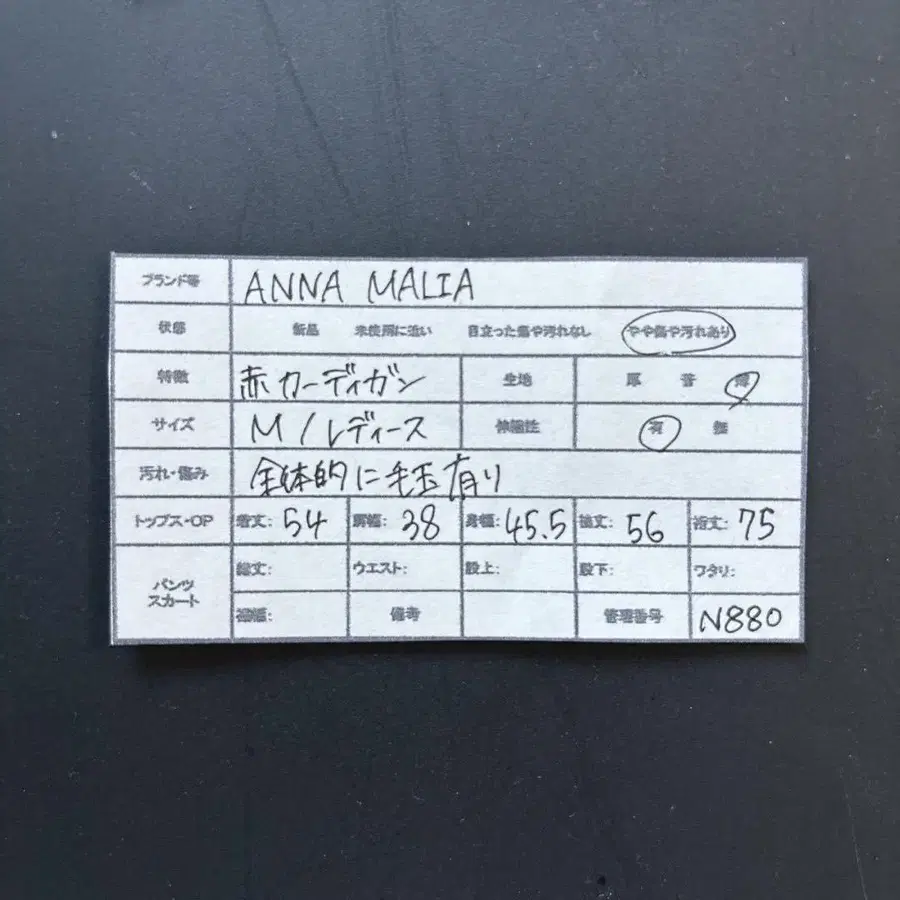 ブランド等 ANNA MALIA
状態 新品 未使用に近い 目立った傷や汚れなし やや傷や汚れあり
特徴 赤カーディガン 生地 厚 普 薄
サイズ M / レディース 伸縮性 有 無
汚れ・傷み 全体的に毛玉有り
トップス・OP 着丈: 54 肩幅: 38 身幅: 45.5 袖丈: 56 裄丈: 75
パンツ スカート 総丈: ウエスト: 股上: 股下: ワタリ:
裾幅: 備考 管理番号 N880